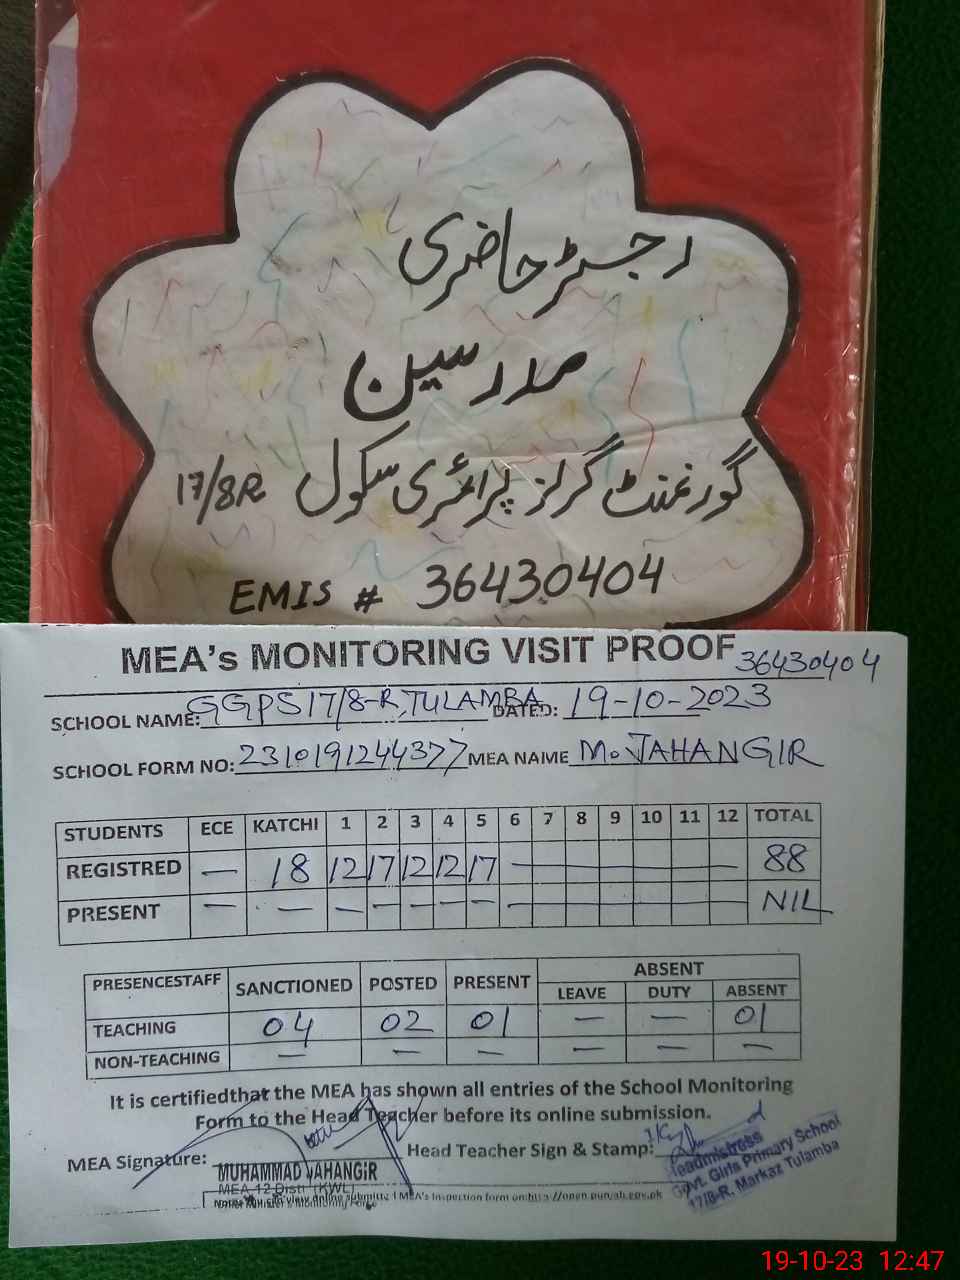 رجسٹر حاضری
مدرسین
گورنمنٹ گرلز پرائمری سکول 17/8R
EMIS # 36430404
MEA's MONITORING VISIT PROOF 36430404
SCHOOL NAME: GGPS 17/8-R, TULAMBA DATED: 19-10-2023
SCHOOL FORM NO: 2310191244377 MEA NAME M. JAHANGIR
STUDENTS ECE KATCHI 1 2 3 4 5 6 7 8 9 10 11 12 TOTAL
REGISTRED — 18 12 17 12 12 17 — — — — — — — 88
PRESENT — — — — — — — — — — — — — — NIL
PRESENCESTAFF SANCTIONED POSTED PRESENT ABSENT
LEAVE DUTY ABSENT
TEACHING 04 02 01 — — 01
NON-TEACHING — — — — — —
It is certifiedthat the MEA has shown all entries of the School Monitoring
Form to the Head Teacher before its online submission.
MEA Signature: Head Teacher Sign & Stamp:
MUHAMMAD JAHANGIR
MEA 12 Distt (KWL)
Headmistress
Govt. Girls Primary School
17/8-R. Markaz Tulamba
19-10-23 12:47